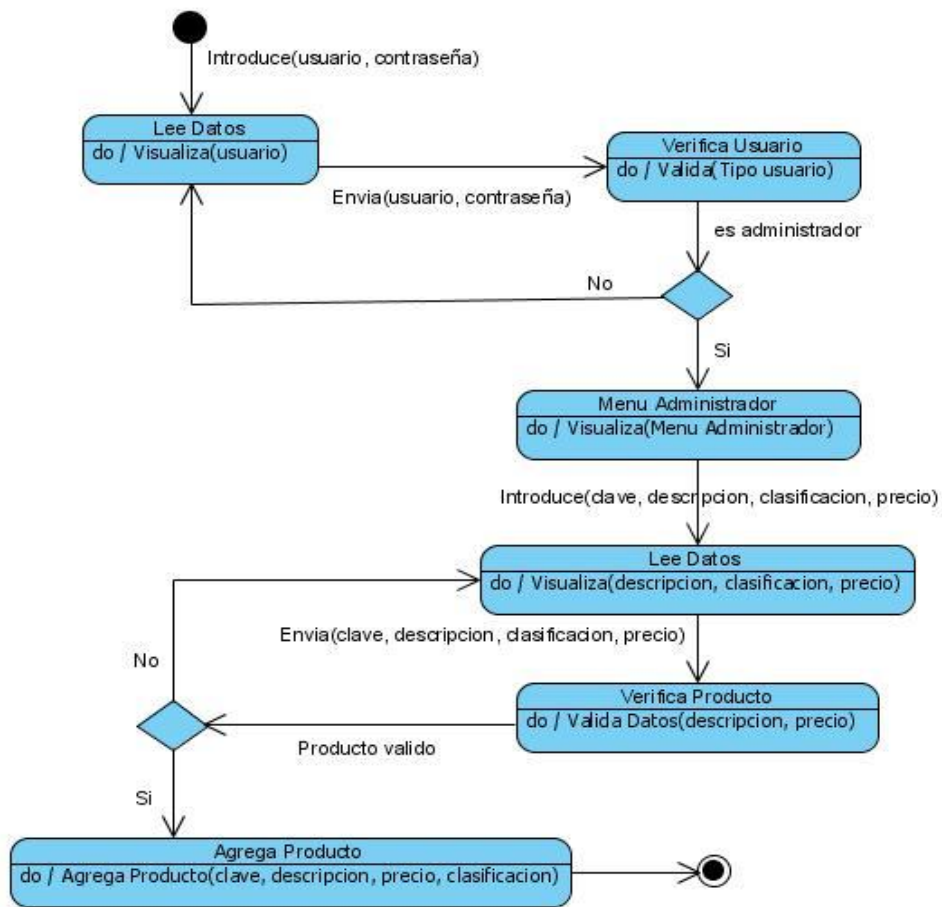 Introduce(usuario, contraseña)
Lee Datos
do / Visualiza(usuario)
Verifica Usuario
do / Valida(Tipo usuario)
Envia(usuario, contraseña)
es administrador
No
Si
Menu Administrador
do / Visualiza(Menu Administrador)
Introduce(clave, descripcion, clasificacion, precio)
Lee Datos
do / Visualiza(descripcion, clasificacion, precio)
Envia(clave, descripcion, clasificacion, precio)
No
Verifica Producto
do / Valida Datos(descripcion, precio)
Producto valido
Si
Agrega Producto
do / Agrega Producto(clave, descripcion, precio, clasificacion)